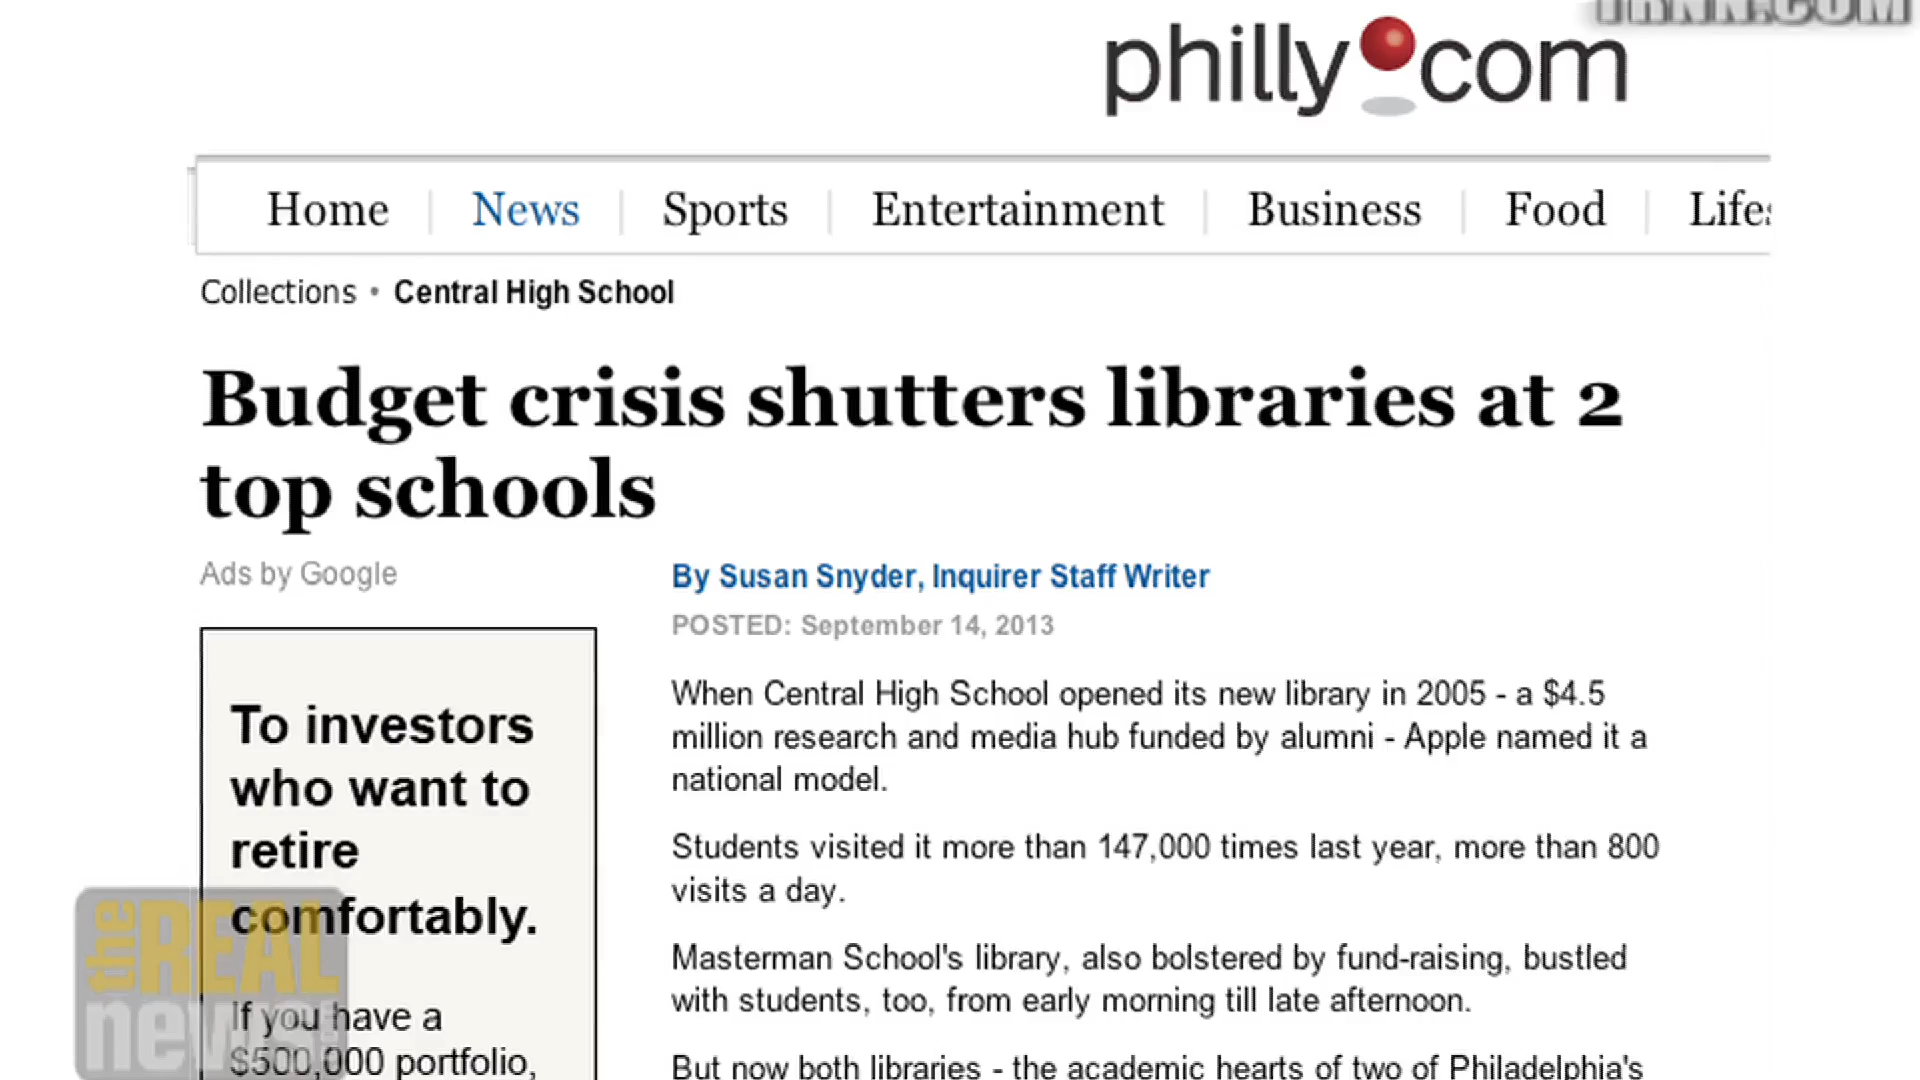 TRNN.COM
philly.com
Home News Sports Entertainment Business Food Lifes
Collections • Central High School
Budget crisis shutters libraries at 2
top schools
Ads by Google
By Susan Snyder, Inquirer Staff Writer
POSTED: September 14, 2013
To investors
who want to
retire
comfortably.
If you have a
$500,000 portfolio,
When Central High School opened its new library in 2005 - a $4.5
million research and media hub funded by alumni - Apple named it a
national model.
Students visited it more than 147,000 times last year, more than 800
visits a day.
Masterman School's library, also bolstered by fund-raising, bustled
with students, too, from early morning till late afternoon.
But now both libraries - the academic hearts of two of Philadelphia's
the
REAL
news